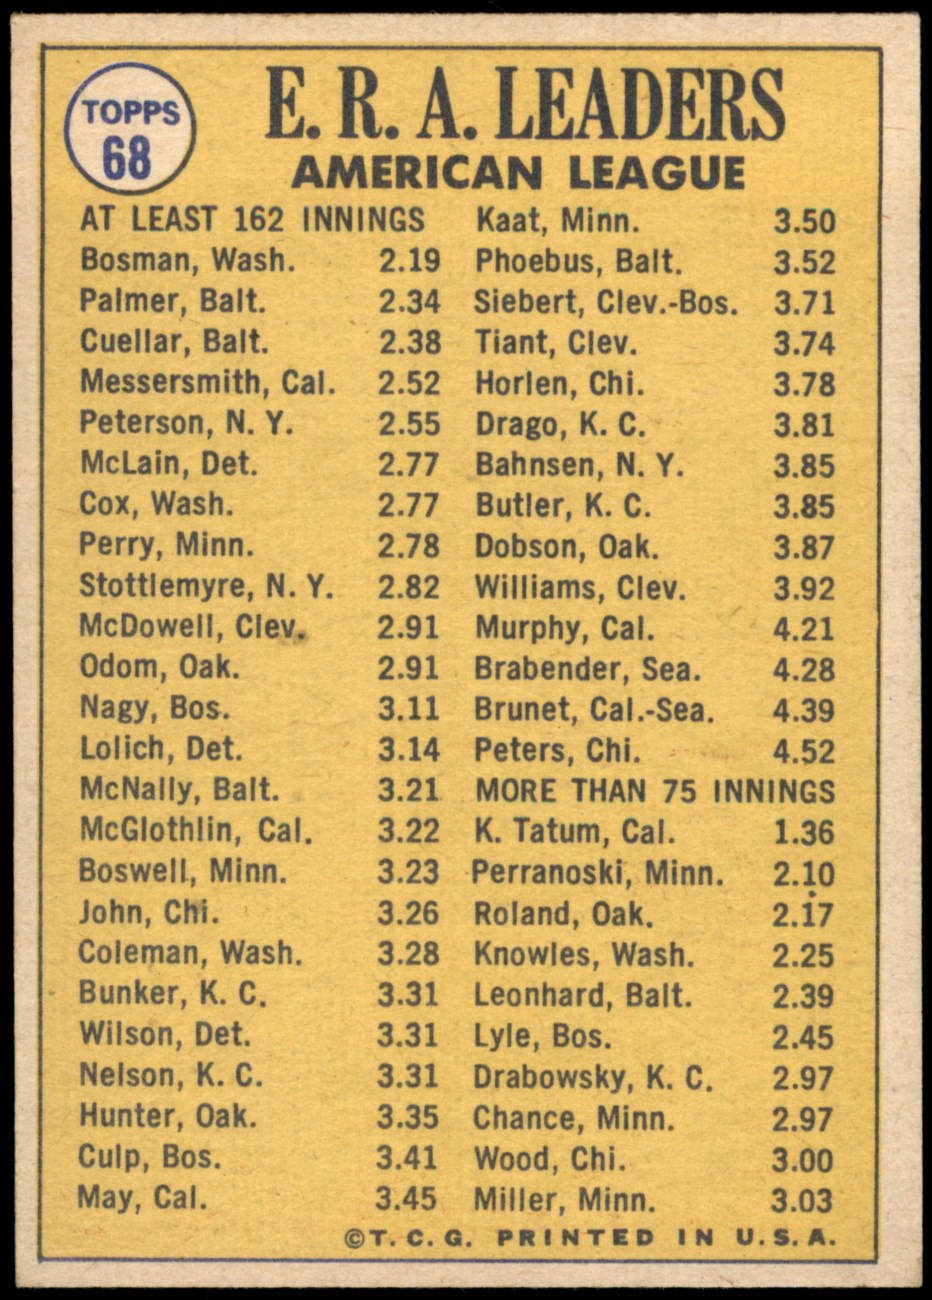 TOPPS
68
E. R. A. LEADERS
AMERICAN LEAGUE
AT LEAST 162 INNINGS
Bosman, Wash. 2.19
Palmer, Balt. 2.34
Cuellar, Balt. 2.38
Messersmith, Cal. 2.52
Peterson, N. Y. 2.55
McLain, Det. 2.77
Cox, Wash. 2.77
Perry, Minn. 2.78
Stottlemyre, N. Y. 2.82
McDowell, Clev. 2.91
Odom, Oak. 2.91
Nagy, Bos. 3.11
Lolich, Det. 3.14
McNally, Balt. 3.21
McGlothlin, Cal. 3.22
Boswell, Minn. 3.23
John, Chi. 3.26
Coleman, Wash. 3.28
Bunker, K. C. 3.31
Wilson, Det. 3.31
Nelson, K. C. 3.31
Hunter, Oak. 3.35
Culp, Bos. 3.41
May, Cal. 3.45
Kaat, Minn. 3.50
Phoebus, Balt. 3.52
Siebert, Clev.-Bos. 3.71
Tiant, Clev. 3.74
Horlen, Chi. 3.78
Drago, K. C. 3.81
Bahnsen, N. Y. 3.85
Butler, K. C. 3.85
Dobson, Oak. 3.87
Williams, Clev. 3.92
Murphy, Cal. 4.21
Brabender, Sea. 4.28
Brunet, Cal.-Sea. 4.39
Peters, Chi. 4.52
MORE THAN 75 INNINGS
K. Tatum, Cal. 1.36
Perranoski, Minn. 2.10
Roland, Oak. 2.17
Knowles, Wash. 2.25
Leonhard, Balt. 2.39
Lyle, Bos. 2.45
Drabowsky, K. C. 2.97
Chance, Minn. 2.97
Wood, Chi. 3.00
Miller, Minn. 3.03
©T. C. G. PRINTED IN U. S. A.